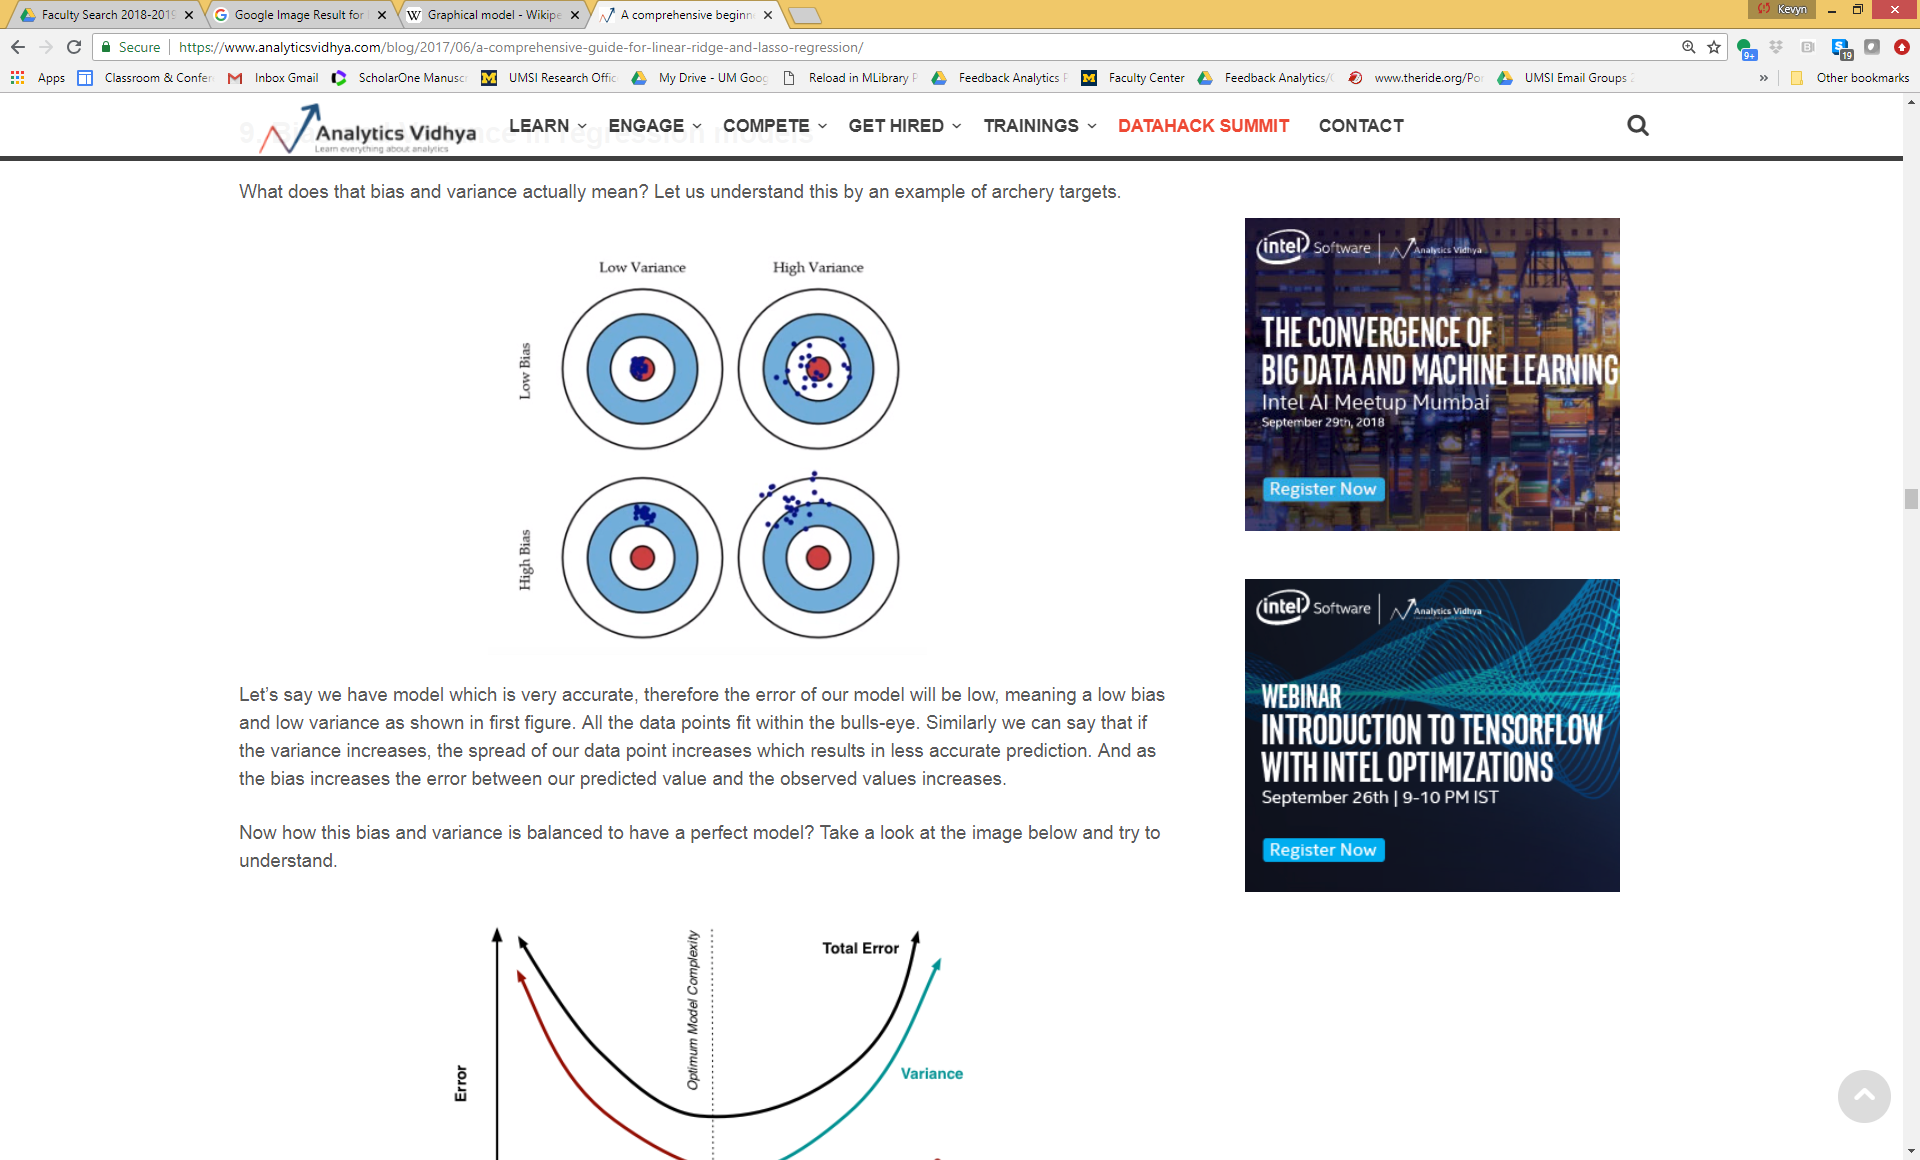 Faculty Search 2018-2019
Google Image Result for
Graphical model - Wikipe
A comprehensive beginn
Kevyn
Secure
https://www.analyticsvidhya.com/blog/2017/06/a-comprehensive-guide-for-linear-ridge-and-lasso-regression/
9+
19
Apps
Classroom & Confer
Inbox Gmail
ScholarOne Manusc
UMSI Research Offic
My Drive - UM Goog
Reload in MLibrary P
Feedback Analytics F
Faculty Center
Feedback Analytics/
www.theride.org/Po
UMSI Email Groups
»
Other bookmarks
Analytics Vidhya
Learn everything about analytics
LEARN
ENGAGE
COMPETE
GET HIRED
TRAININGS
DATAHACK SUMMIT
CONTACT
What does that bias and variance actually mean? Let us understand this by an example of archery targets.
Low Variance
High Variance
Low Bias
High Bias
Let’s say we have model which is very accurate, therefore the error of our model will be low, meaning a low bias
and low variance as shown in first figure. All the data points fit within the bulls-eye. Similarly we can say that if
the variance increases, the spread of our data point increases which results in less accurate prediction. And as
the bias increases the error between our predicted value and the observed values increases.
Now how this bias and variance is balanced to have a perfect model? Take a look at the image below and try to
understand.
Error
Optimum Model Complexity
Total Error
Variance
intel Software
Analytics Vidhya
THE CONVERGENCE OF
BIG DATA AND MACHINE LEARNING
Intel AI Meetup Mumbai
September 29th, 2018
Register Now
intel Software
Analytics Vidhya
WEBINAR
INTRODUCTION TO TENSORFLOW
WITH INTEL OPTIMIZATIONS
September 26th | 9-10 PM IST
Register Now